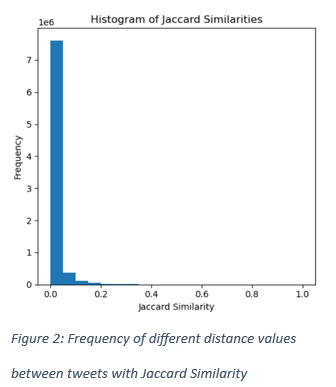 Histogram of Jaccard Similarities
1e6
7
6
5
4
3
2
1
0
Frequency
0.0 0.2 0.4 0.6 0.8 1.0
Jaccard Similarity
Figure 2: Frequency of different distance values
between tweets with Jaccard Similarity